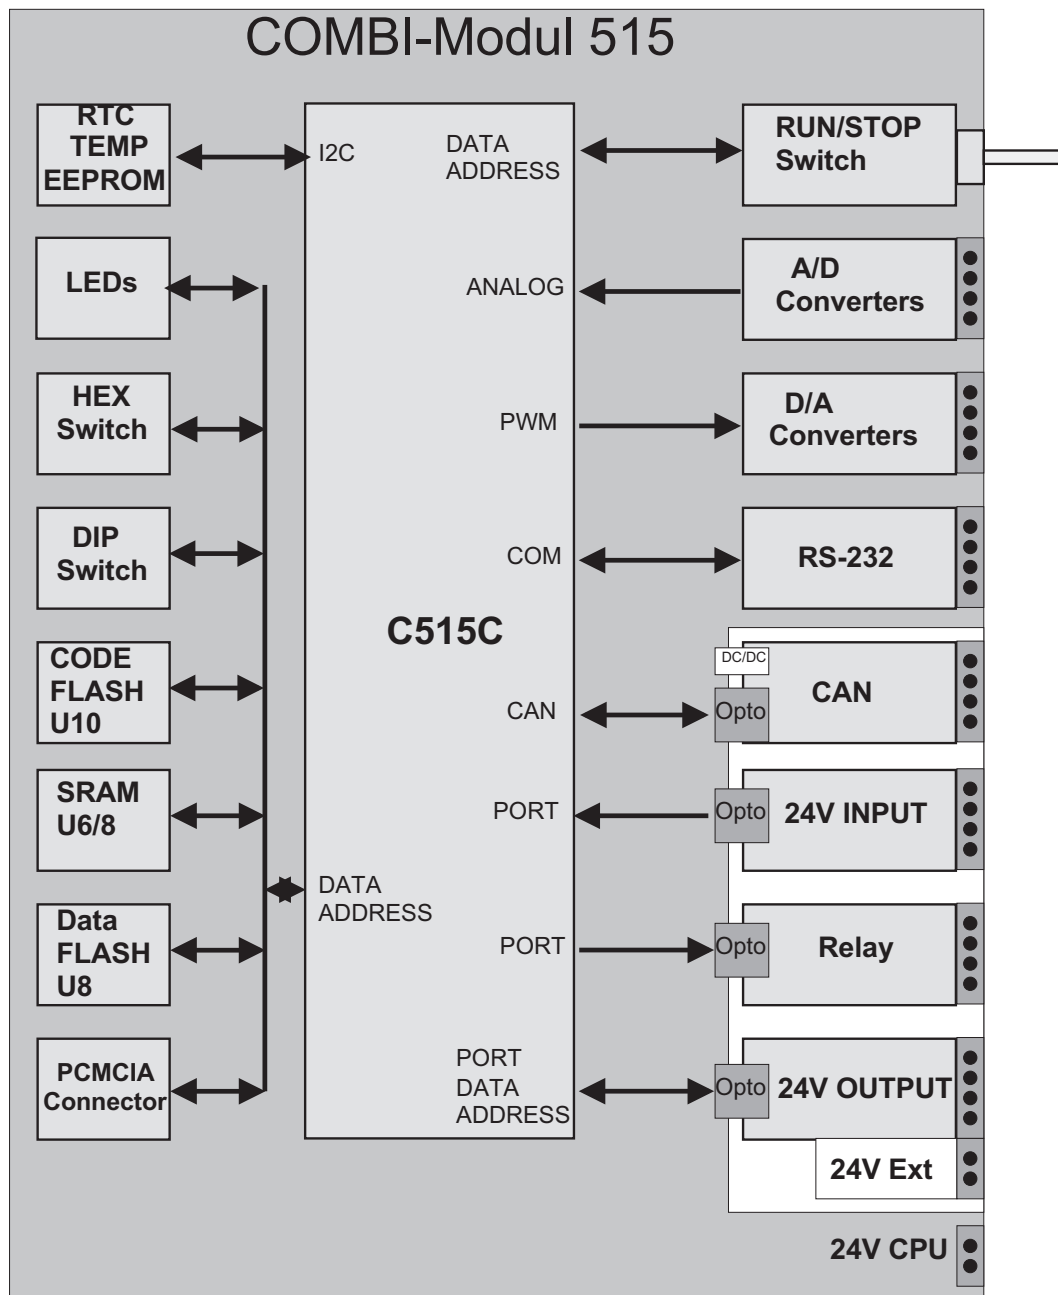 COMBI-Modul 515
RTC
TEMP
EEPROM
LEDs
HEX
Switch
DIP
Switch
CODE
FLASH
U10
SRAM
U6/8
Data
FLASH
U8
PCMCIA
Connector
I2C
DATA
ADDRESS
C515C
DATA
ADDRESS
ANALOG
PWM
COM
CAN
PORT
PORT
PORT
DATA
ADDRESS
RUN/STOP
Switch
A/D
Converters
D/A
Converters
RS-232
DC/DC
Opto
CAN
Opto
24V INPUT
Opto
Relay
Opto
24V OUTPUT
24V Ext
24V CPU